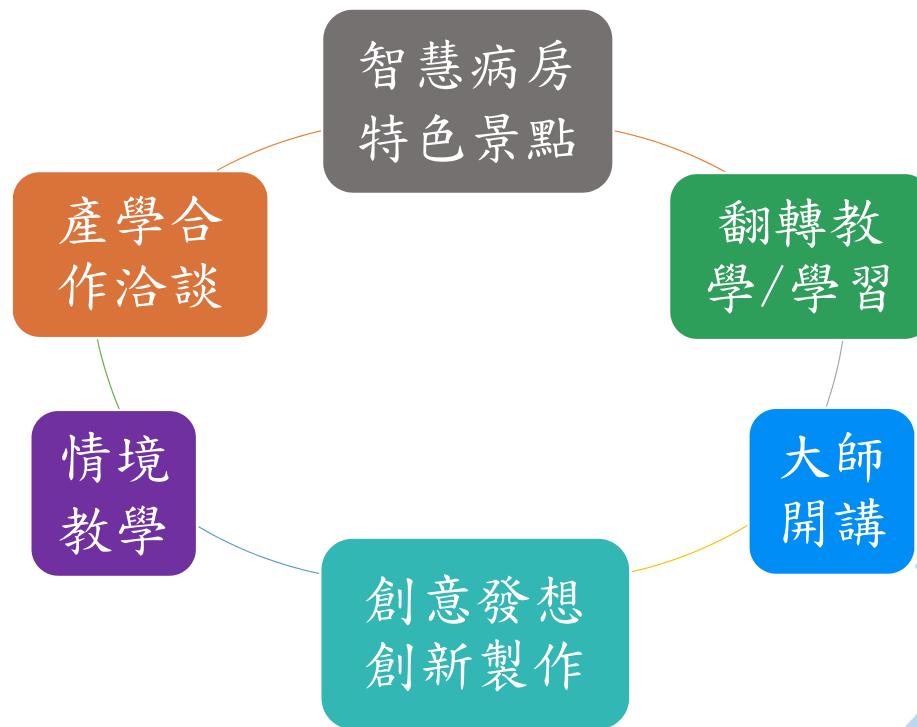 智慧病房
特色景點
產學合
作洽談
翻轉教
學/學習
情境
教學
大師
開講
創意發想
創新製作